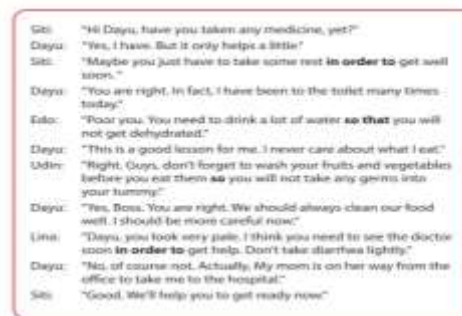 Siti: "Hi Dayu, have you taken any medicine, yet?"
Dayu: "Yes, I have. But it only helps a little."
Siti: "Maybe you just have to take some rest in order to get well
soon."
Dayu: "You are right. In fact, I have been to the toilet many times
today."
Edo: "Poor you. You need to drink a lot of water so that you will
not get dehydrated."
Dayu: "This is a good lesson for me. I never care about what I eat."
Udin: "Right. Guys, don't forget to wash your fruits and vegetables
before you eat them so you will not take any germs into
your tummy."
Dayu: "Yes, Boss. You are right. We should always clean our food
well. I should be more careful now."
Lina: "Dayu, you look very pale. I think you need to see the doctor
soon in order to get help. Don't take diarrhea lightly."
Dayu: "No, of course not. Actually, My mom is on her way from the
office to take me to the hospital."
Siti: "Good. We'll help you to get ready now."